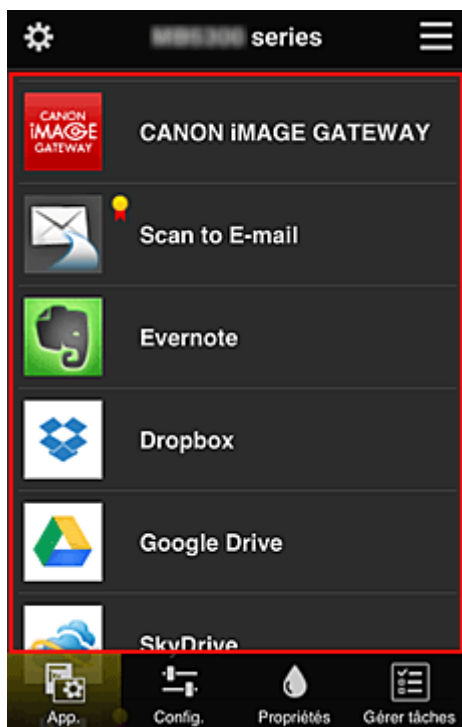 series
CANON
iMAGE
GATEWAY
CANON iMAGE GATEWAY
Scan to E-mail
Evernote
Dropbox
Google Drive
SkyDrive
App.
Config.
Propriétés
Gérer tâches